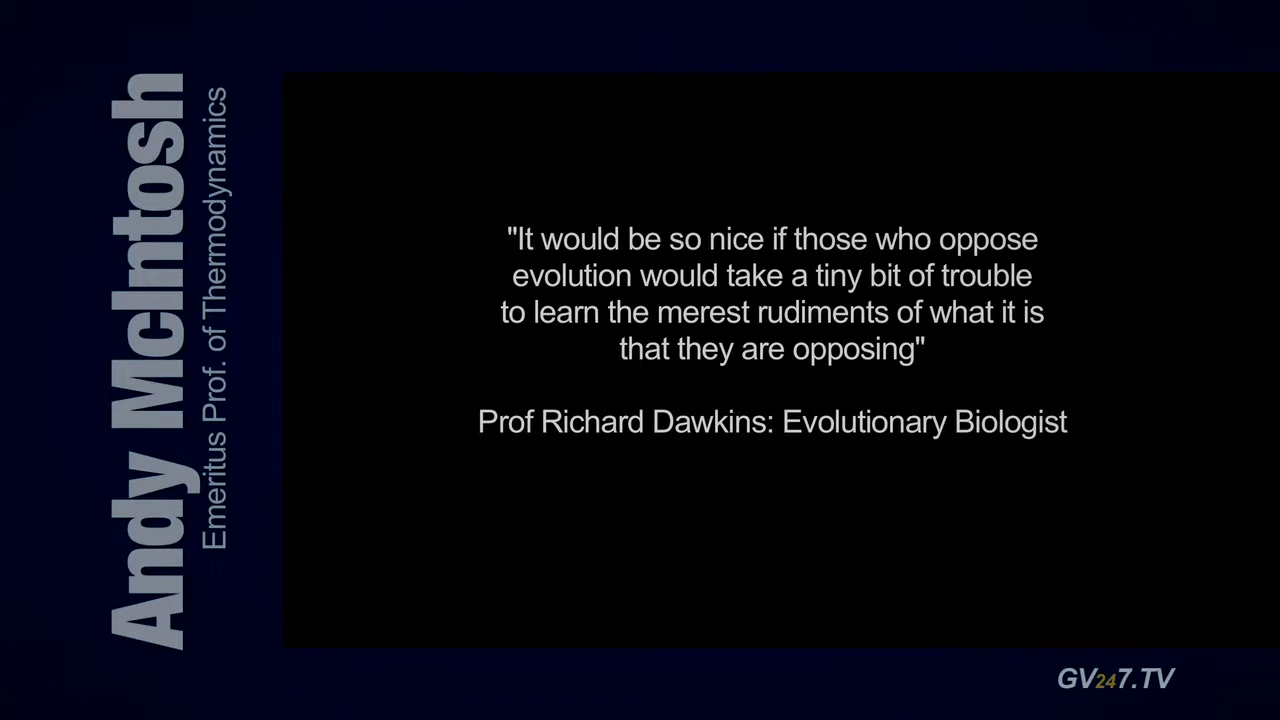 Andy McIntosh
Emeritus Prof. of Thermodynamics
"It would be so nice if those who oppose
evolution would take a tiny bit of trouble
to learn the merest rudiments of what it is
that they are opposing"
Prof Richard Dawkins: Evolutionary Biologist
GV247.TV